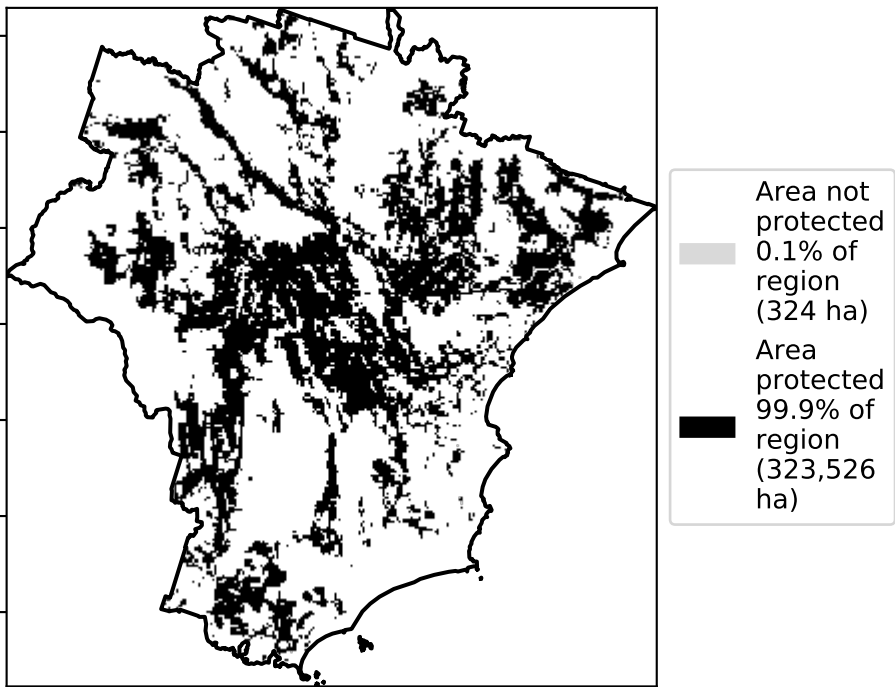 Area not
protected
0.1% of
region
(324 ha)
Area
protected
99.9% of
region
(323,526
ha)